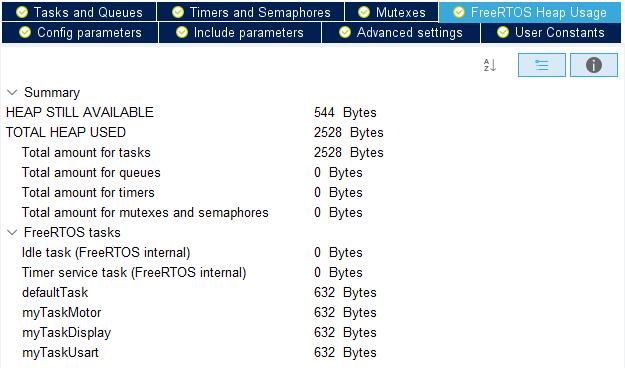 Tasks and Queues Timers and Semaphores Mutexes FreeRTOS Heap Usage
Config parameters Include parameters Advanced settings User Constants
Summary
HEAP STILL AVAILABLE 544 Bytes
TOTAL HEAP USED 2528 Bytes
Total amount for tasks 2528 Bytes
Total amount for queues 0 Bytes
Total amount for timers 0 Bytes
Total amount for mutexes and semaphores 0 Bytes
FreeRTOS tasks
Idle task (FreeRTOS internal) 0 Bytes
Timer service task (FreeRTOS internal) 0 Bytes
defaultTask 632 Bytes
myTaskMotor 632 Bytes
myTaskDisplay 632 Bytes
myTaskUsart 632 Bytes